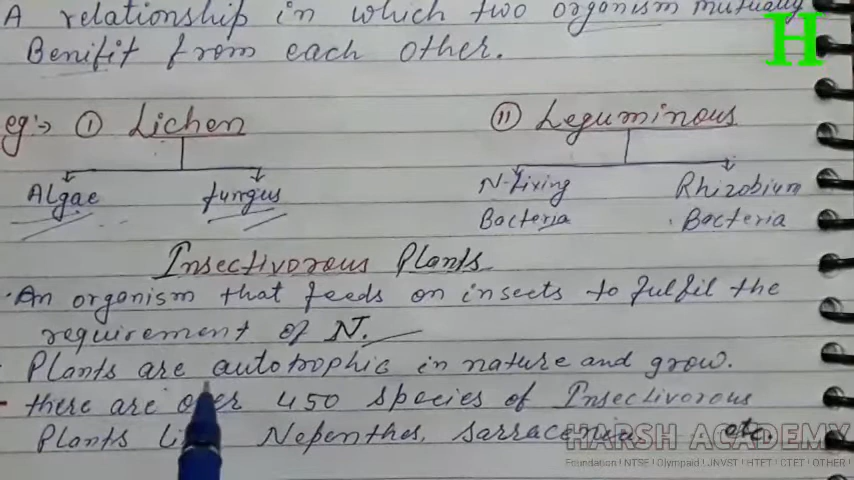 A relationship in which two organism mutually
Benifit from each other.
H
eg:→ ① Lichen
⑪ Leguminous
Algae fungus
N-fixing Bacteria
Rhizobium Bacteria
Insectivorous Plants
· An organism that feeds on insects to fulfil the
requirement of N.
- Plants are autotrophic in nature and grow.
- there are over 450 species of Insectivorous
Plants Nepenthes, Sarracenia etc.
HARSH ACADEMY
Foundation ! NTSE ! Olympaid ! JNVST ! HTET ! CTET ! OTHER !